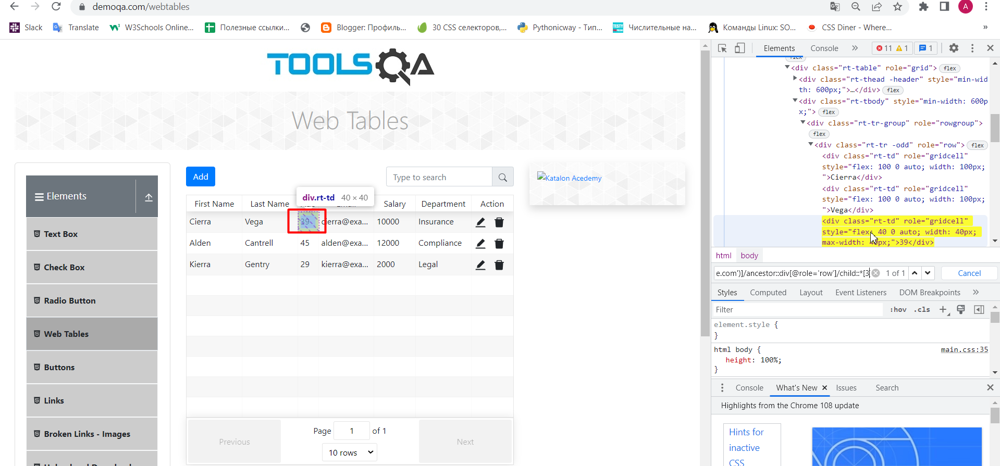 demoqa.com/webtables
A
Slack
Translate
W3Schools Online...
Полезные ссылки...
Blogger: Профиль...
30 CSS селекторов,...
Pythonicway - Тип...
Числительные на...
Команды Linux: SO...
CSS Diner - Where...
»
TOOLSQA
Web Tables
Elements
Text Box
Check Box
Radio Button
Web Tables
Buttons
Links
Broken Links - Images
Add
Type to search
div.rt-td 40 × 40
First Name Last Name Salary Department Action
Cierra Vega 39 cierra@exa... 10000 Insurance
Alden Cantrell 45 alden@exa... 12000 Compliance
Kierra Gentry 29 kierra@exa... 2000 Legal
Previous
Page 1 of 1
10 rows
Next
Katalon Acedemy
Elements Console » 11 1 1
flex
<div class="rt-table" role="grid"> flex
<div class="rt-thead -header" style="min-wid
th: 600px;">…</div> flex
<div class="rt-tbody" style="min-width: 600p
x;"> flex
<div class="rt-tr-group" role="rowgroup">
flex
<div class="rt-tr -odd" role="row"> flex
<div class="rt-td" role="gridcell"
style="flex: 100 0 auto; width: 100px;
">Cierra</div>
<div class="rt-td" role="gridcell"
style="flex: 100 0 auto; width: 100px;
">Vega</div>
<div class="rt-td" role="gridcell"
style="flex: 40 0 auto; width: 40px;
max-width: 40px;">39</div>
html body
e.com')]/ancestor::div[@role='row']/child::*[3 1 of 1 Cancel
Styles Computed Layout Event Listeners DOM Breakpoints »
Filter :hov .cls
element.style {
}
html body { main.css:35
height: 100%;
}
Console What's New Issues Search
Highlights from the Chrome 108 update
Hints for
inactive
CSS